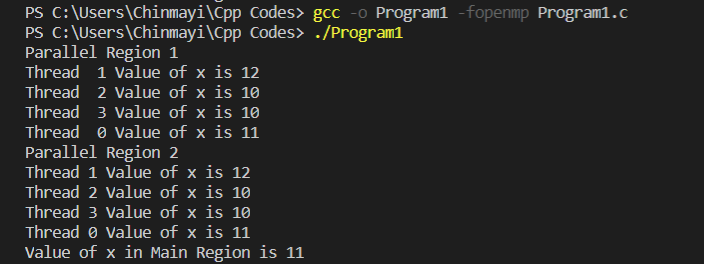 PS C:\Users\Chinmayi\Cpp Codes> gcc -o Program1 -fopenmp Program1.c
PS C:\Users\Chinmayi\Cpp Codes> ./Program1
Parallel Region 1
Thread  1 Value of x is 12
Thread  2 Value of x is 10
Thread  3 Value of x is 10
Thread  0 Value of x is 11
Parallel Region 2
Thread 1 Value of x is 12
Thread 2 Value of x is 10
Thread 3 Value of x is 10
Thread 0 Value of x is 11
Value of x in Main Region is 11